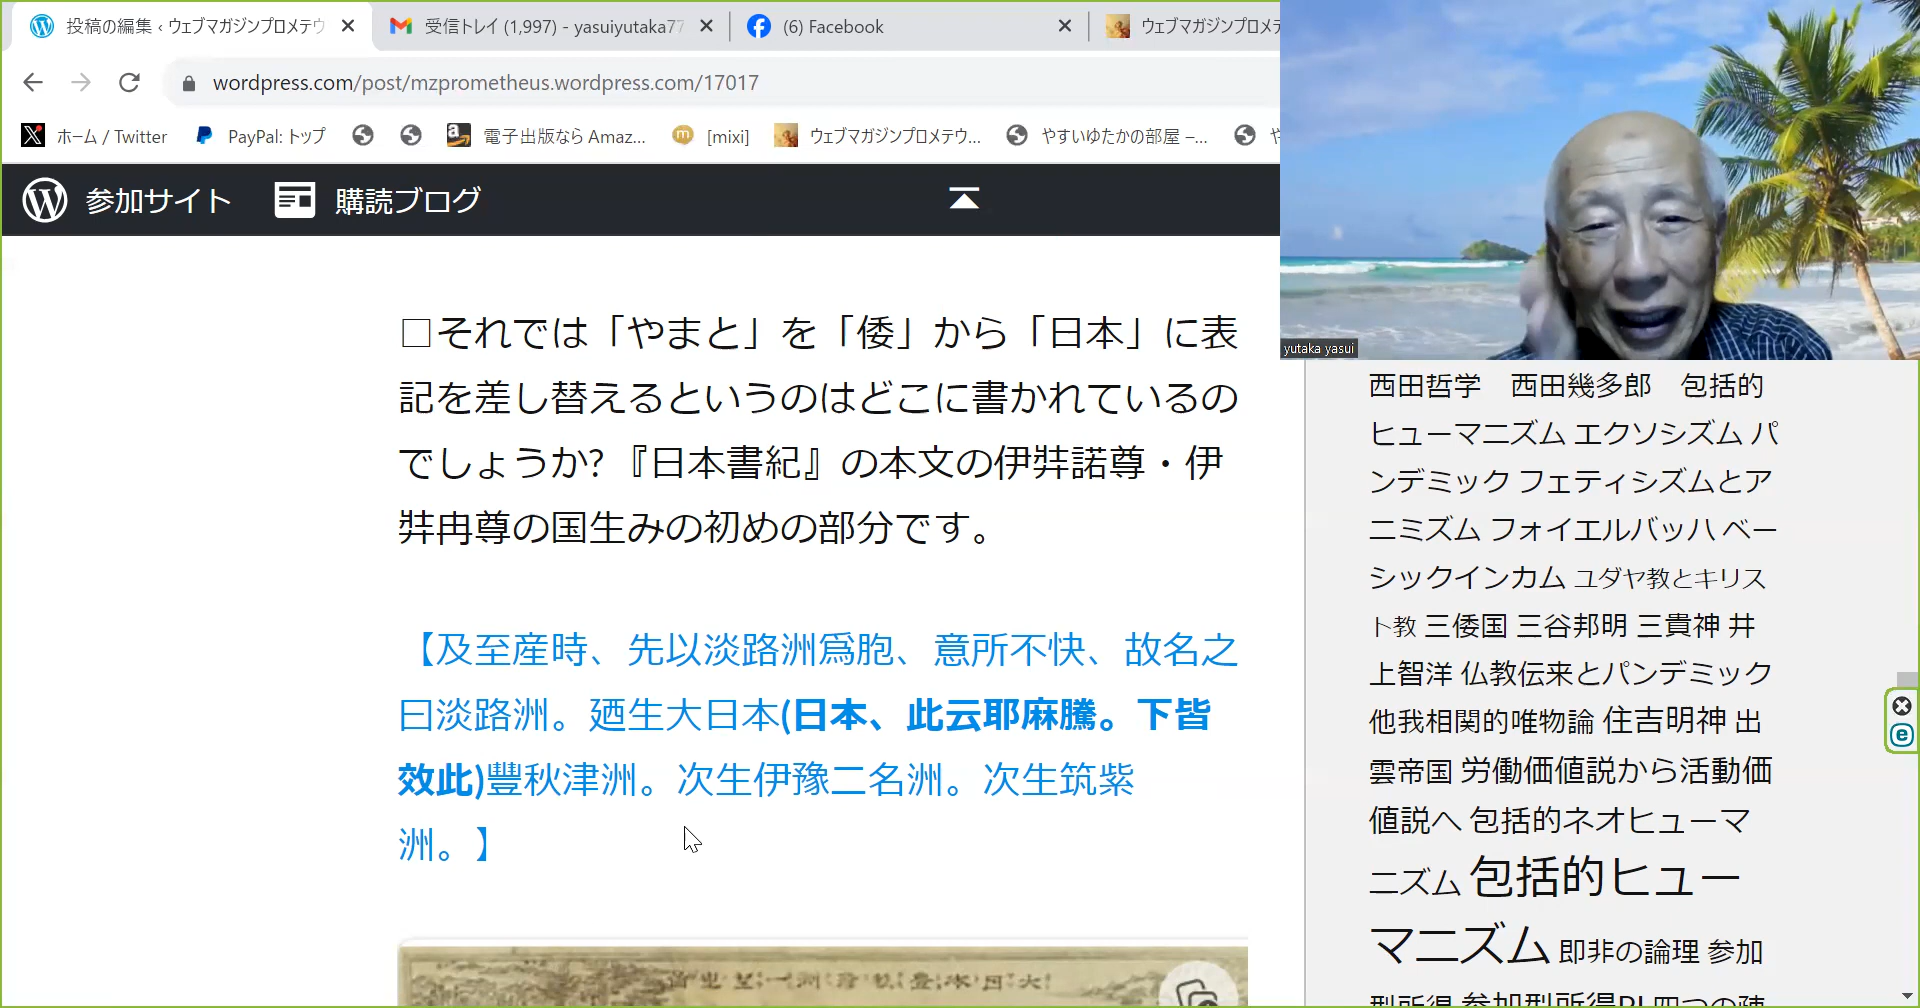 投稿の編集 ‹ ウェブマガジンプロメテウ
受信トレイ (1,997) - yasuiyutaka77
(6) Facebook
ウェブマガジンプロメテ
wordpress.com/post/mzprometheus.wordpress.com/17017
ホーム / Twitter
PayPal: トップ
電子出版なら Amaz...
[mixi]
ウェブマガジンプロメテウ...
やすいゆたかの部屋 –...
や
参加サイト
購読ブログ
yutaka yasui
□それでは「やまと」を「倭」から「日本」に表
記を差し替えるというのはどこに書かれているの
でしょうか?『日本書紀』の本文の伊弉諾尊・伊
弉冉尊の国生みの初めの部分です。
【及至産時、先以淡路洲爲胞、意所不快、故名之
曰淡路洲。廼生大日本(日本、此云耶麻騰。下皆
效此)豐秋津洲。次生伊豫二名洲。次生筑紫
洲。】
西田哲学　西田幾多郎　包括的
ヒューマニズム エクソシズム パ
ンデミック フェティシズムとア
ニミズム フォイエルバッハ ベー
シックインカム ユダヤ教とキリス
ト教 三倭国 三谷邦明 三貴神 井
上智洋 仏教伝来とパンデミック
他我相関的唯物論 住吉明神 出
雲帝国 労働価値説から活動価
値説へ 包括的ネオヒューマ
ニズム 包括的ヒュー
マニズム 即非の論理 参加
型所得 参加型所得PI 四つの疎